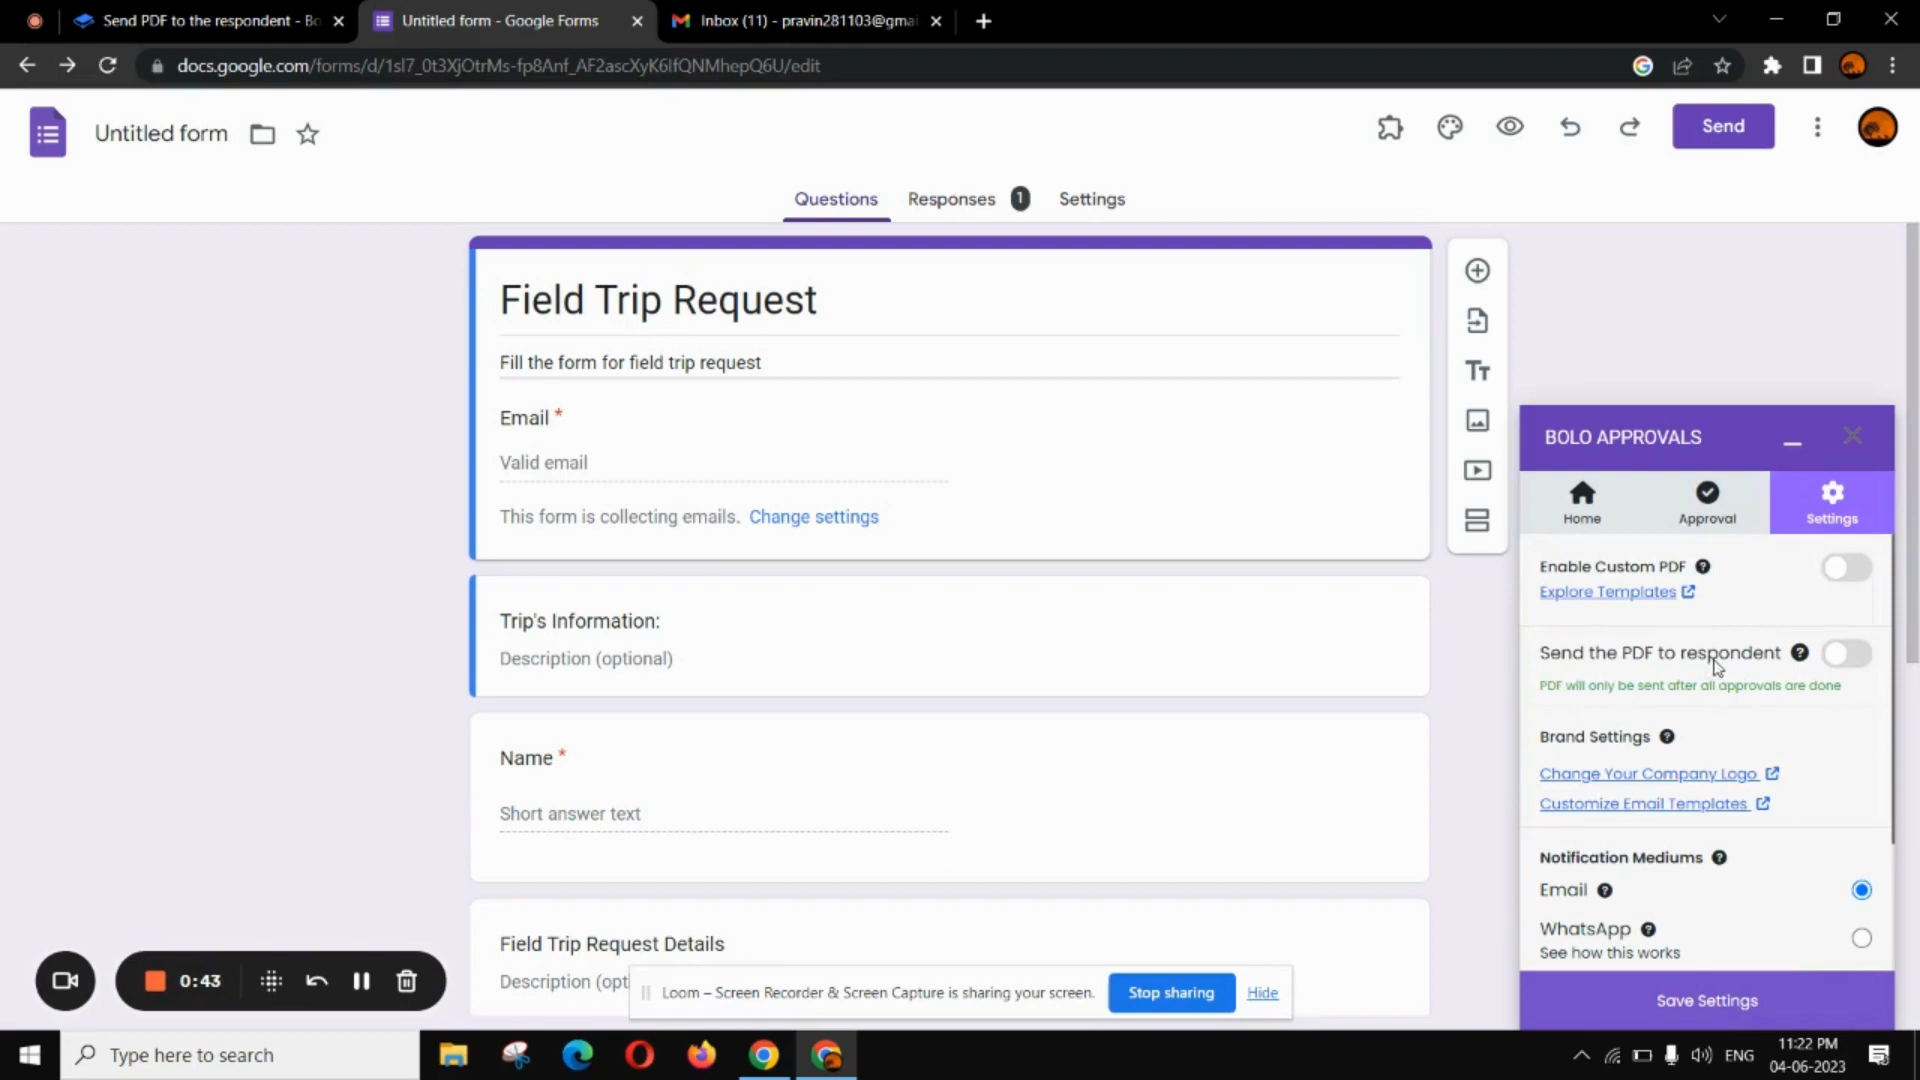 Send PDF to the respondent - Bo
Untitled form - Google Forms
Inbox (11) - pravin281103@gmai
docs.google.com/forms/d/1sl7_0t3XjOtrMs-fp8Anf_AF2ascXyK6IfQNMhepQ6U/edit
Untitled form
Send
Questions
Responses 1
Settings
Field Trip Request
Fill the form for field trip request
Email *
Valid email
This form is collecting emails. Change settings
Trip's Information:
Description (optional)
Name *
Short answer text
Field Trip Request Details
Description (opt
Tт
BOLO APPROVALS
Home
Approval
Settings
Enable Custom PDF ?
Explore Templates
Send the PDF to respondent ?
PDF will only be sent after all approvals are done
Brand Settings ?
Change Your Company Logo
Customize Email Templates
Notification Mediums ?
Email ?
WhatsApp ?
See how this works
Save Settings
0:43
Loom – Screen Recorder & Screen Capture is sharing your screen.
Stop sharing
Hide
Type here to search
ENG
11:22 PM
04-06-2023